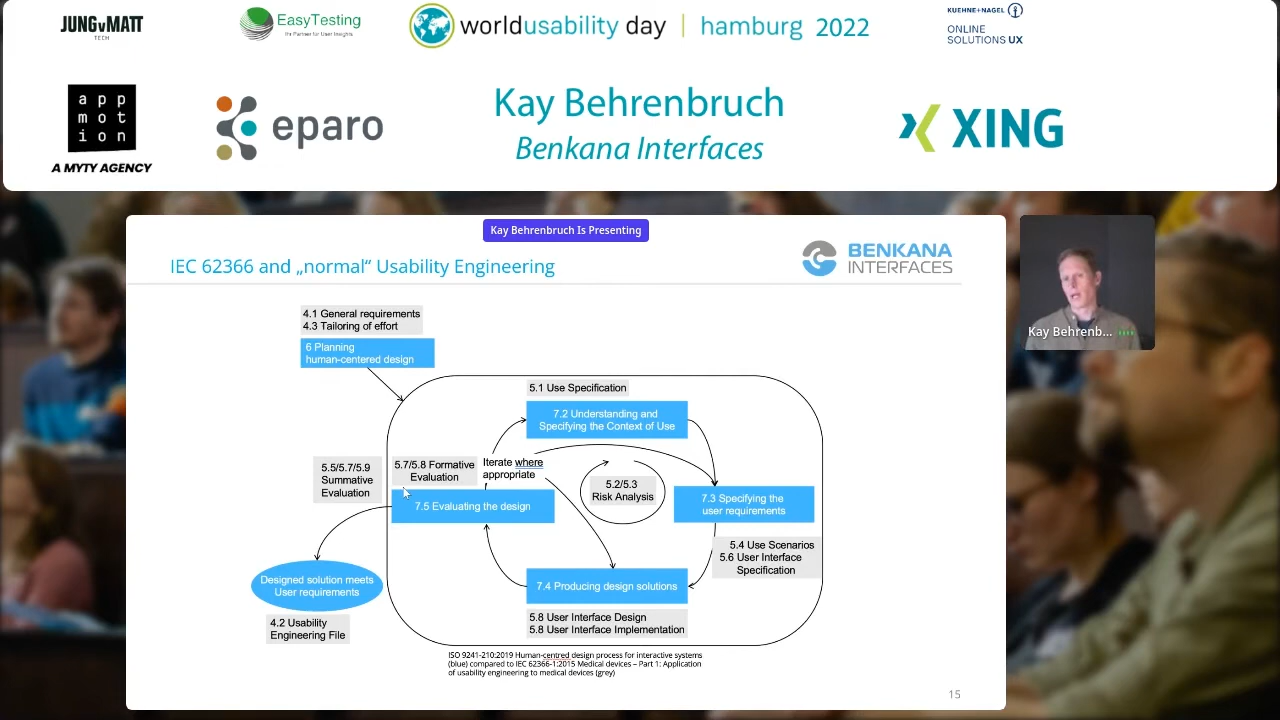 JUNGvMATT
TECH
EasyTesting
Ihr Partner für User Insights
worldusability day | hamburg 2022
KUEHNE+NAGEL
ONLINE
SOLUTIONS UX
app
mot
ion
A MYTY AGENCY
eparo
Kay Behrenbruch
Benkana Interfaces
XING
Kay Behrenbruch Is Presenting
IEC 62366 and „normal“ Usability Engineering
BENKANA
INTERFACES
4.1 General requirements
4.3 Tailoring of effort
6 Planning
human-centered design
5.1 Use Specification
7.2 Understanding and
Specifying the Context of Use
5.5/5.7/5.9
Summative
Evaluation
5.7/5.8 Formative
Evaluation
Iterate where
appropriate
5.2/5.3
Risk Analysis
7.5 Evaluating the design
7.3 Specifying the
user requirements
5.4 Use Scenarios
5.6 User Interface
Specification
Designed solution meets
User requirements
7.4 Producing design solutions
4.2 Usability
Engineering File
5.8 User Interface Design
5.8 User Interface Implementation
ISO 9241-210:2019 Human-centred design process for interactive systems
(blue) compared to IEC 62366-1:2015 Medical devices – Part 1: Application
of usability engineering to medical devices (grey)
15
Kay Behrenb...